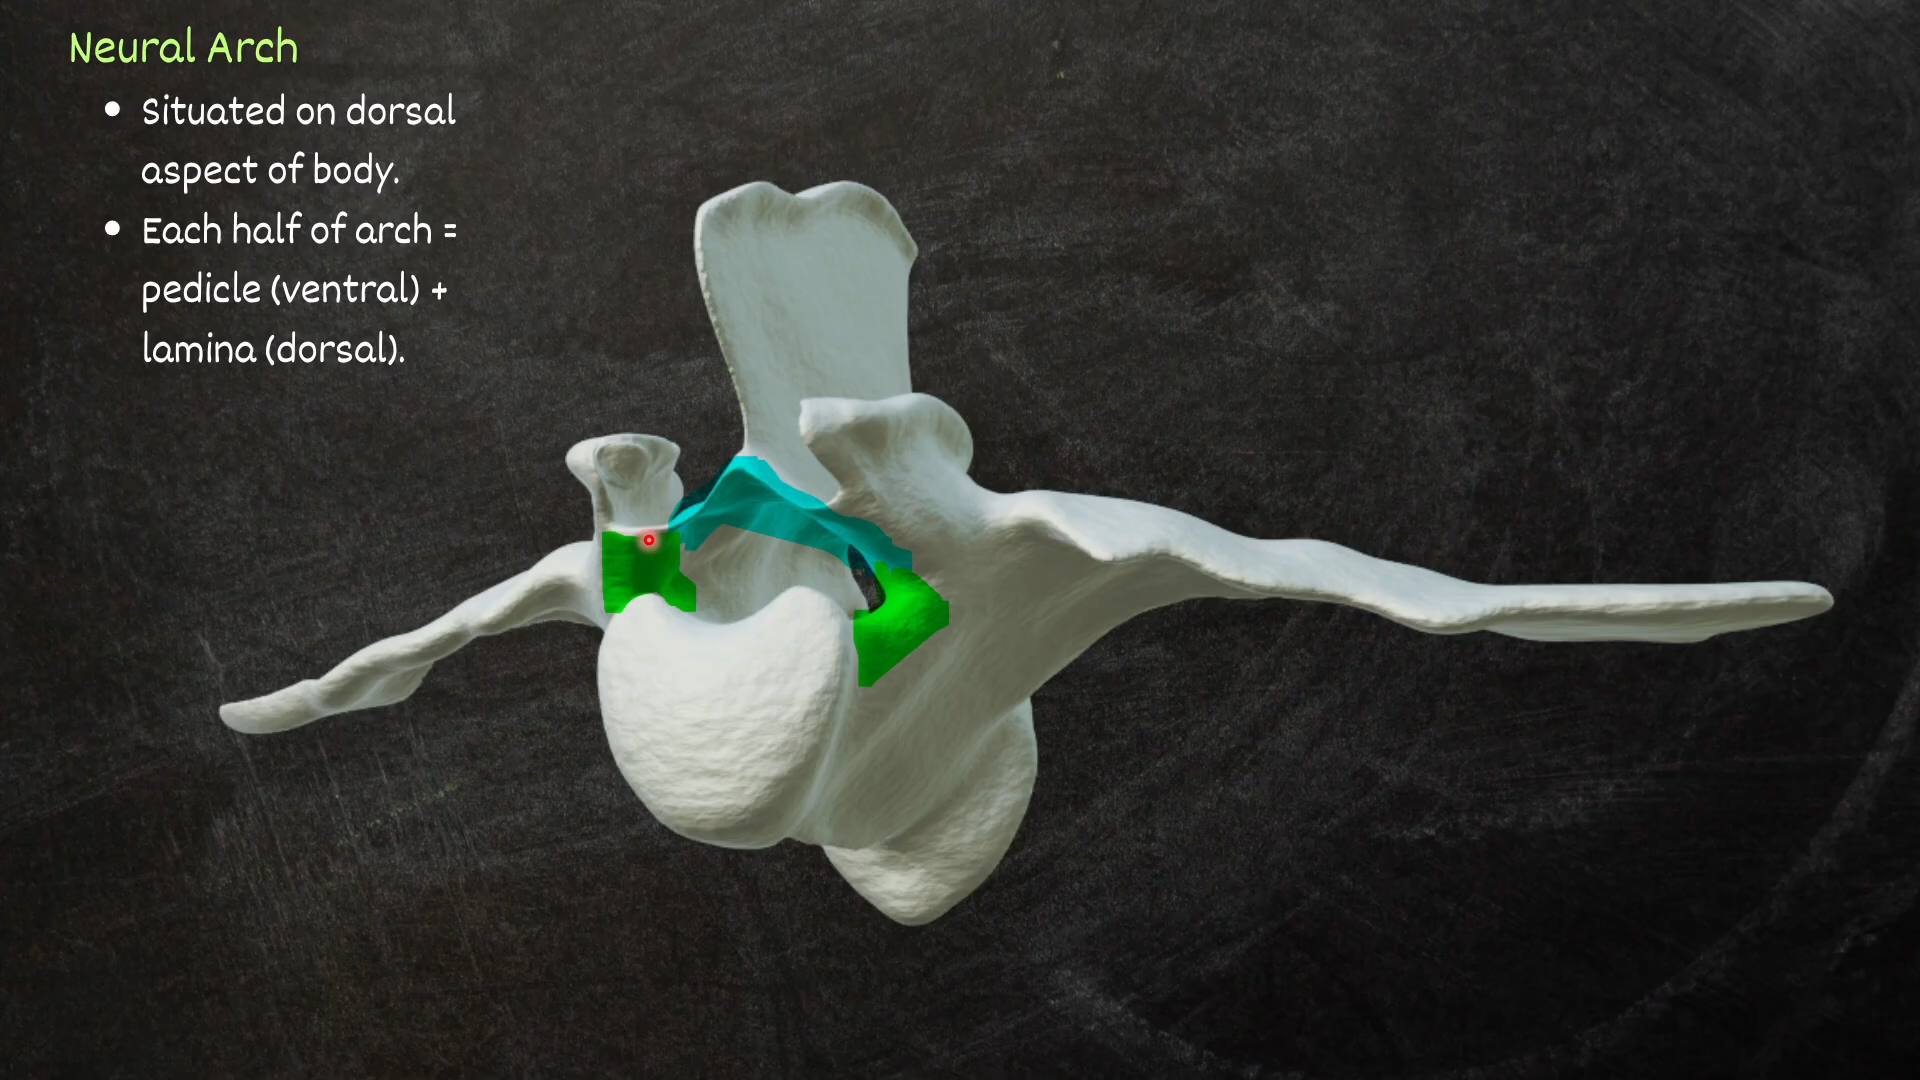 Neural Arch
• Situated on dorsal
aspect of body.
• Each half of arch =
pedicle (ventral) +
lamina (dorsal).